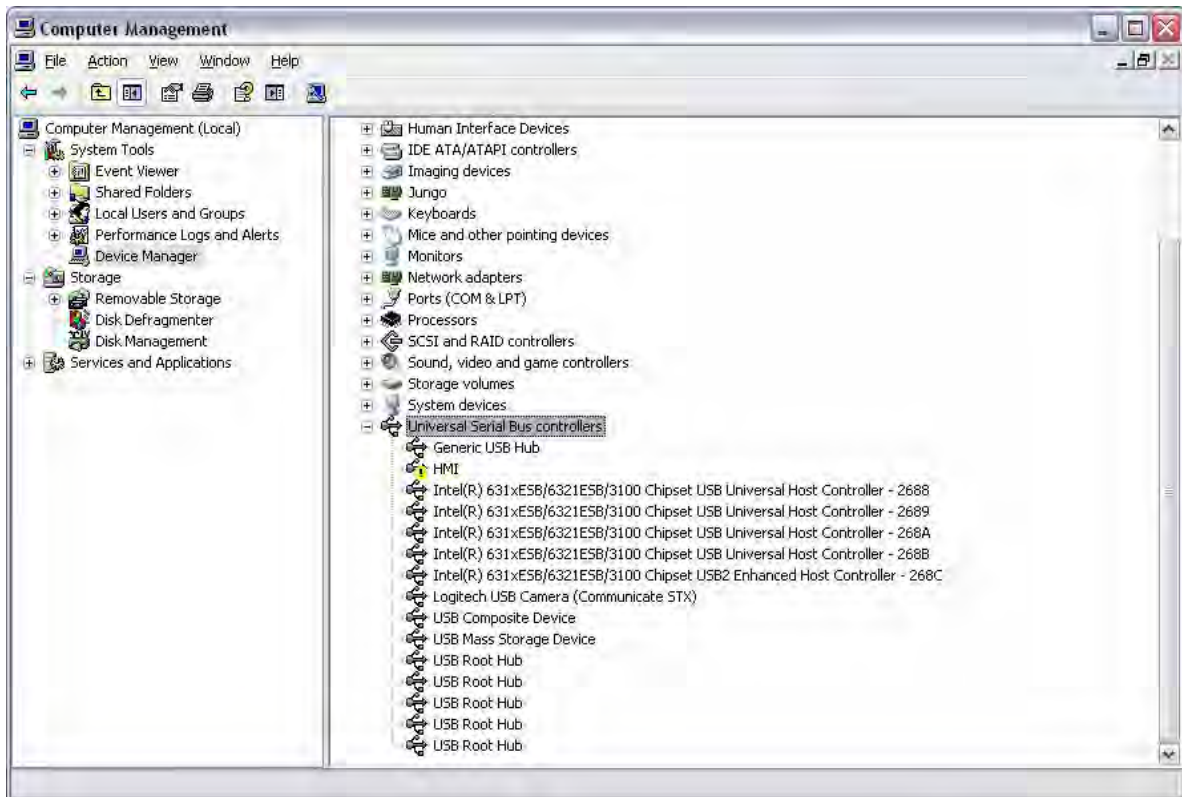 Computer Management
File Action View Window Help
Computer Management (Local)
System Tools
Event Viewer
Shared Folders
Local Users and Groups
Performance Logs and Alerts
Device Manager
Storage
Removable Storage
Disk Defragmenter
Disk Management
Services and Applications
Human Interface Devices
IDE ATA/ATAPI controllers
Imaging devices
Jungo
Keyboards
Mice and other pointing devices
Monitors
Network adapters
Ports (COM & LPT)
Processors
SCSI and RAID controllers
Sound, video and game controllers
Storage volumes
System devices
Universal Serial Bus controllers
Generic USB Hub
HMI
Intel(R) 631xESB/6321ESB/3100 Chipset USB Universal Host Controller - 2688
Intel(R) 631xESB/6321ESB/3100 Chipset USB Universal Host Controller - 2689
Intel(R) 631xESB/6321ESB/3100 Chipset USB Universal Host Controller - 268A
Intel(R) 631xESB/6321ESB/3100 Chipset USB Universal Host Controller - 268B
Intel(R) 631xESB/6321ESB/3100 Chipset USB2 Enhanced Host Controller - 268C
Logitech USB Camera (Communicate STX)
USB Composite Device
USB Mass Storage Device
USB Root Hub
USB Root Hub
USB Root Hub
USB Root Hub
USB Root Hub